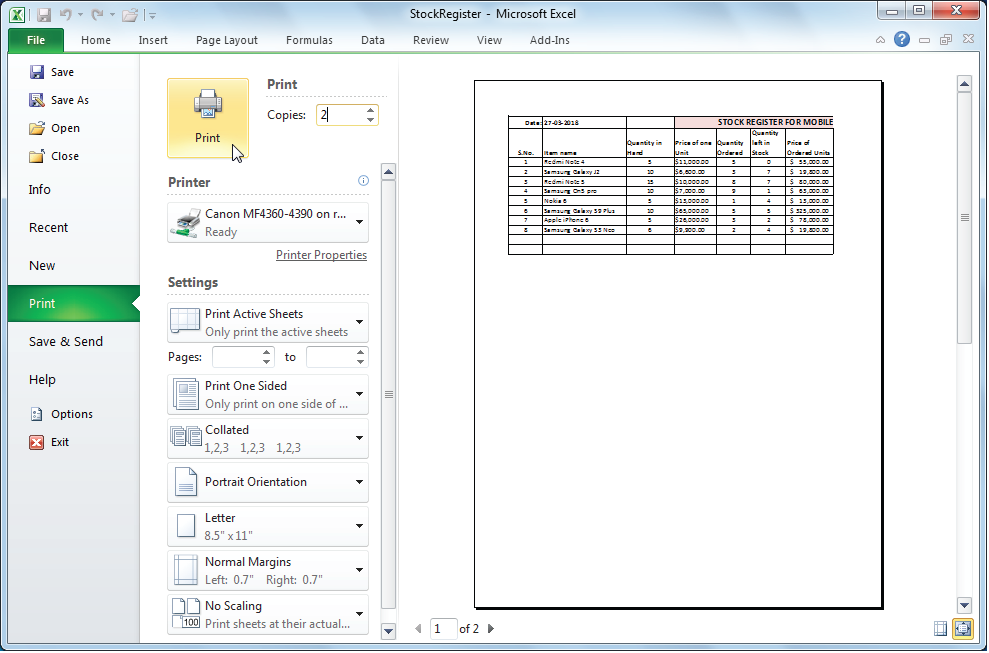 StockRegister - Microsoft Excel
File Home Insert Page Layout Formulas Data Review View Add-Ins
Save
Save As
Open
Close
Info
Recent
New
Print
Save & Send
Help
Options
Exit
Print
Print
Copies: 2
Printer
Canon MF4360-4390 on r...
Ready
Printer Properties
Settings
Print Active Sheets
Only print the active sheets
Pages: to
Print One Sided
Only print on one side of ...
Collated
1,2,3 1,2,3 1,2,3
Portrait Orientation
Letter
8.5" x 11"
Normal Margins
Left: 0.7" Right: 0.7"
No Scaling
100
Print sheets at their actual...
Date: 27-03-2018 STOCK REGISTER FOR MOBILE
S.No. Item name Quantity in Hand Price of one Unit Quantity Ordered Quantity left in Stock Price of Ordered Units
1 Redmi Note 4 5 $11,000.00 5 0 $ 55,000.00
2 Samsung Galaxy J2 10 $6,600.00 3 7 $ 19,800.00
3 Redmi Note 5 15 $10,000.00 8 7 $ 80,000.00
4 Samsung On5 pro 10 $7,000.00 9 1 $ 63,000.00
5 Nokia 6 5 $13,000.00 1 4 $ 13,000.00
6 Samsung Galaxy S9 Plus 10 $65,000.00 5 5 $ 325,000.00
7 Apple iPhone 6 5 $26,000.00 3 2 $ 78,000.00
8 Samsung Galaxy S5 Neo 6 $9,900.00 2 4 $ 19,800.00
1 of 2